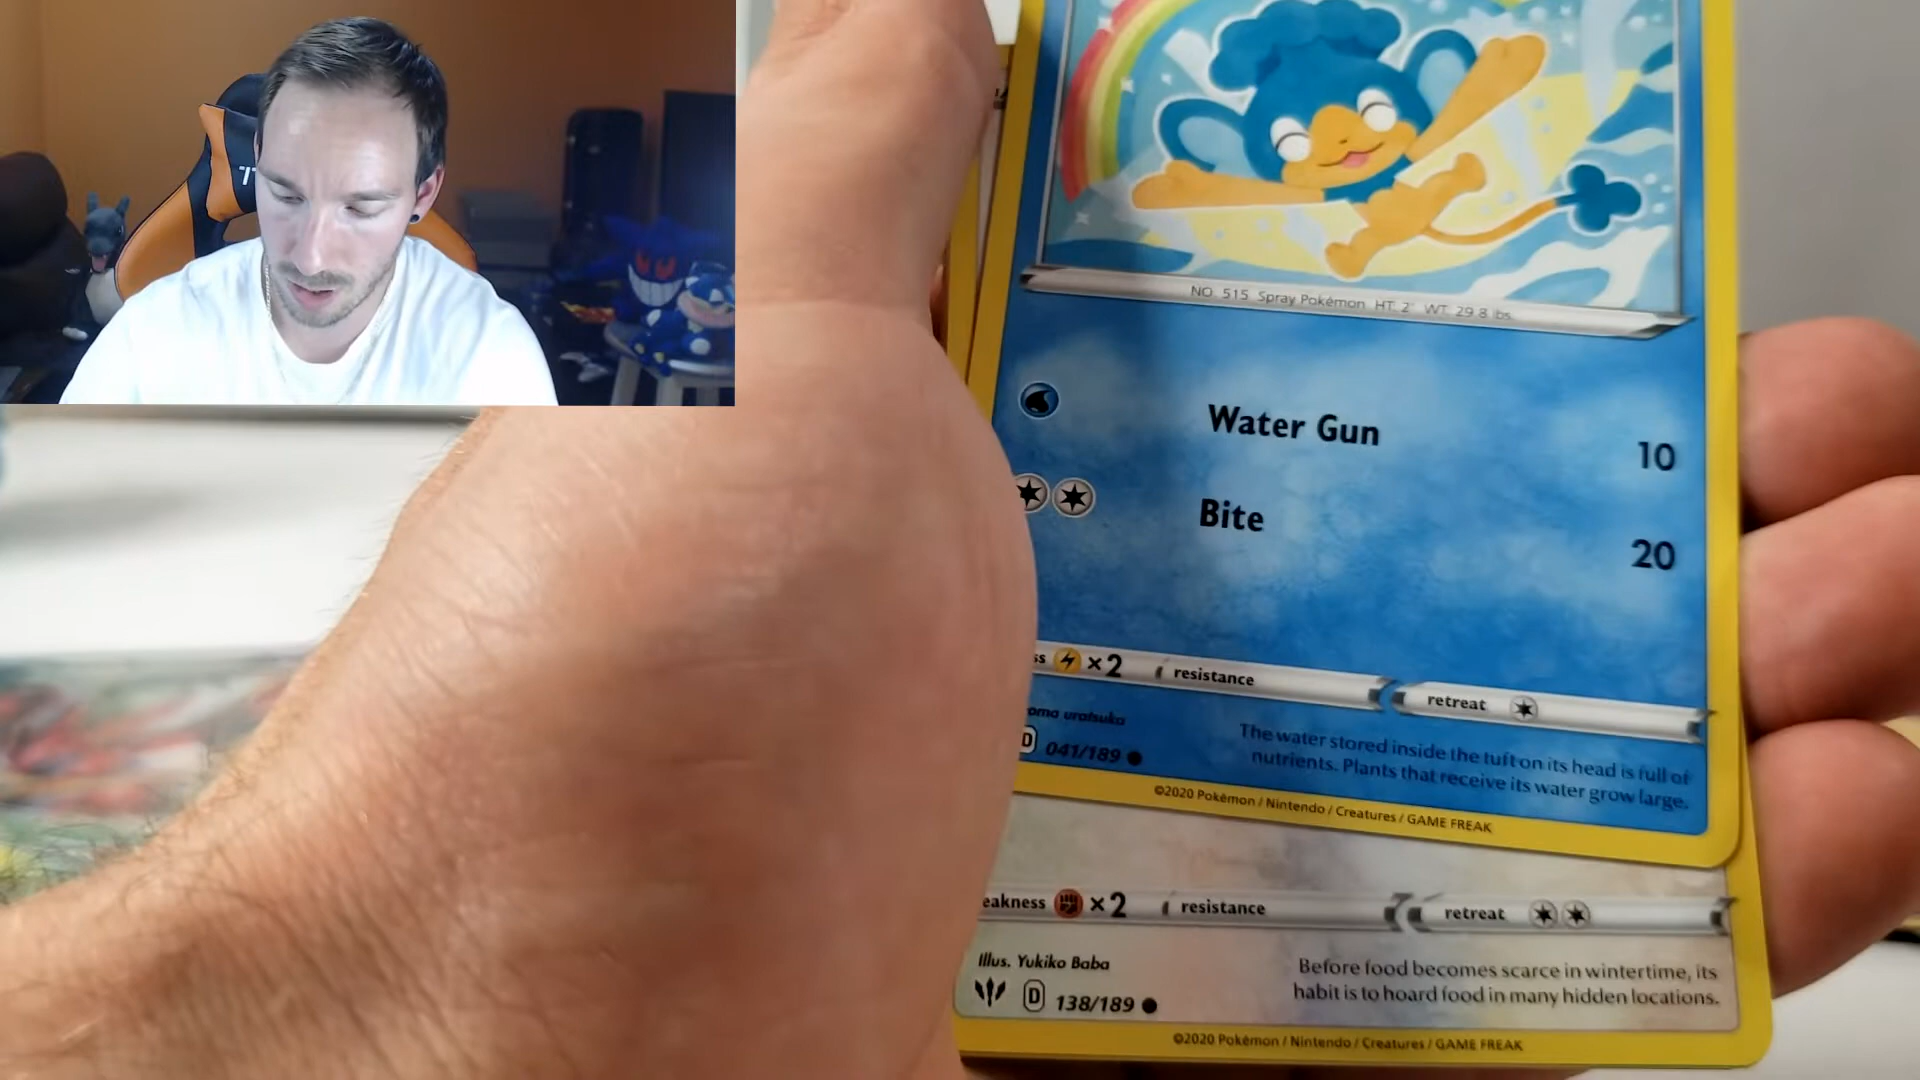 NO. 515 Spray Pokémon HT. 2' WT. 29.8 lbs.
Water Gun 10
Bite 20
×2 resistance retreat
041/189
The water stored inside the tuft on its head is full of
nutrients. Plants that receive its water grow large.
©2020 Pokémon / Nintendo / Creatures / GAME FREAK
eakness ×2 resistance retreat
Illus. Yukiko Baba
D 138/189
Before food becomes scarce in wintertime, its
habit is to hoard food in many hidden locations.
©2020 Pokémon / Nintendo / Creatures / GAME FREAK